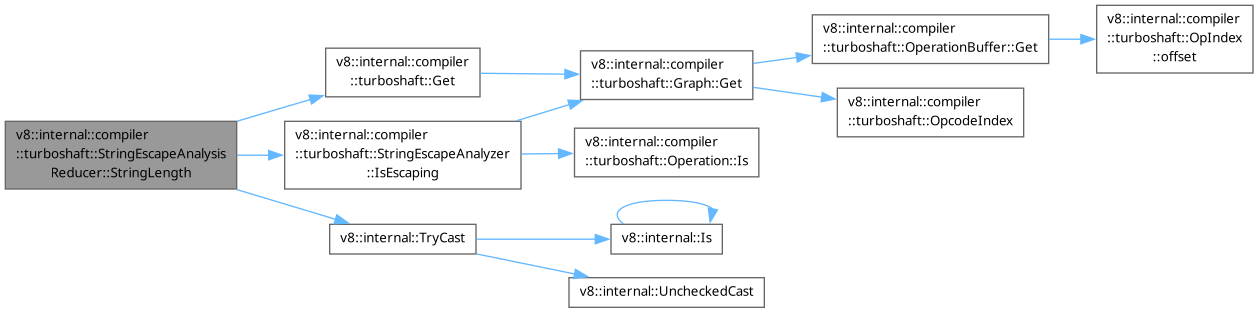 v8::internal::compiler
::turboshaft::StringEscapeAnalysis
Reducer::StringLength
v8::internal::compiler
::turboshaft::Get
v8::internal::compiler
::turboshaft::StringEscapeAnalyzer
::IsEscaping
v8::internal::TryCast
v8::internal::compiler
::turboshaft::Graph::Get
v8::internal::compiler
::turboshaft::Operation::Is
v8::internal::Is
v8::internal::UncheckedCast
v8::internal::compiler
::turboshaft::OperationBuffer::Get
v8::internal::compiler
::turboshaft::OpcodeIndex
v8::internal::compiler
::turboshaft::OpIndex
::offset